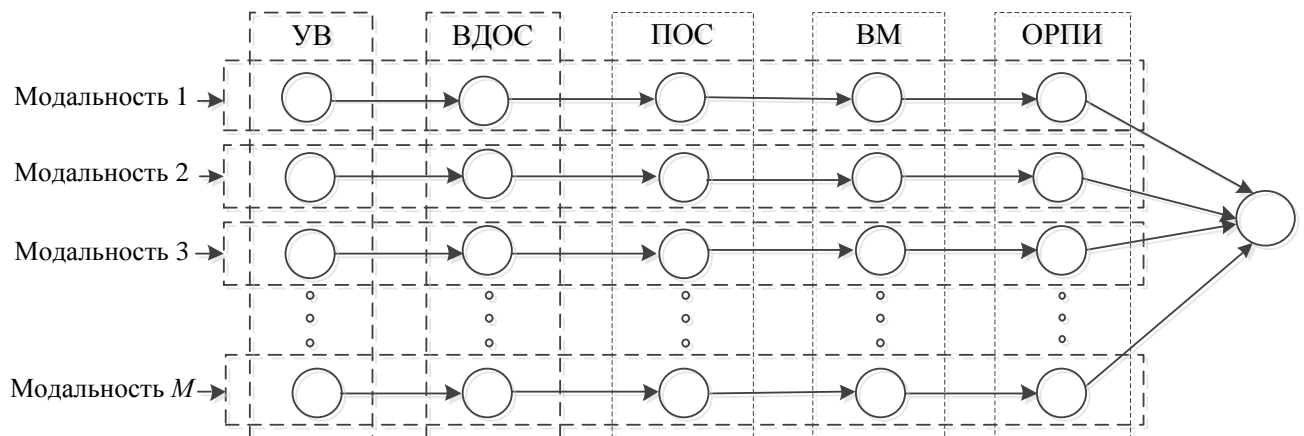 УВ ВДОС ПОС ВМ ОРПИ
Модальность 1
Модальность 2
Модальность 3
Модальность M